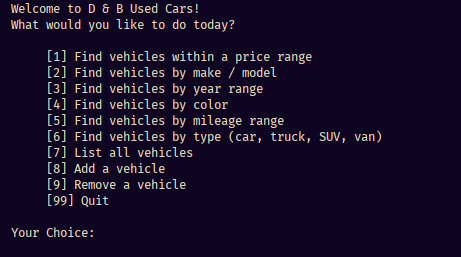 Welcome to D & B Used Cars!
What would you like to do today?
[1] Find vehicles within a price range
[2] Find vehicles by make / model
[3] Find vehicles by year range
[4] Find vehicles by color
[5] Find vehicles by mileage range
[6] Find vehicles by type (car, truck, SUV, van)
[7] List all vehicles
[8] Add a vehicle
[9] Remove a vehicle
[99] Quit
Your Choice: